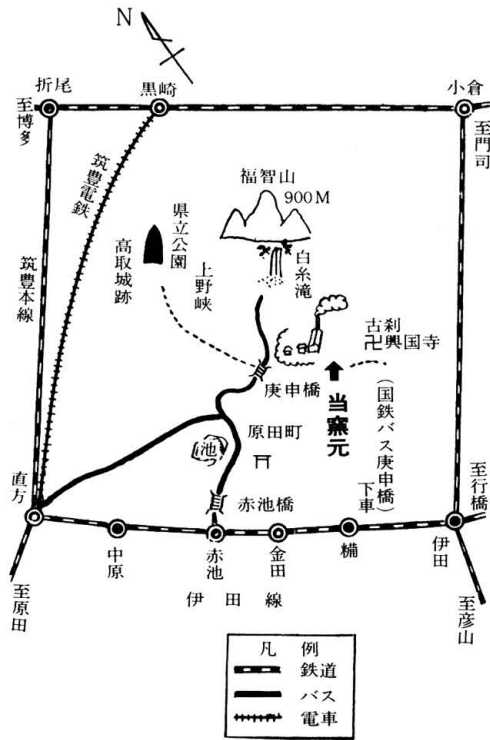 N
折尾
黒崎
小倉
至博多
至門司
筑豊電鉄
筑豊本線
福智山
900M
県立公園
高取城跡
上野峡
白糸滝
古刹
卍興国寺
庚申橋
当窯元
(国鉄バス庚申橋)
下車
原田町
池
赤池橋
直方
中原
赤池
金田
糒
伊田
至行橋
伊田線
至原田
至彦山
凡例
鉄道
バス
電車